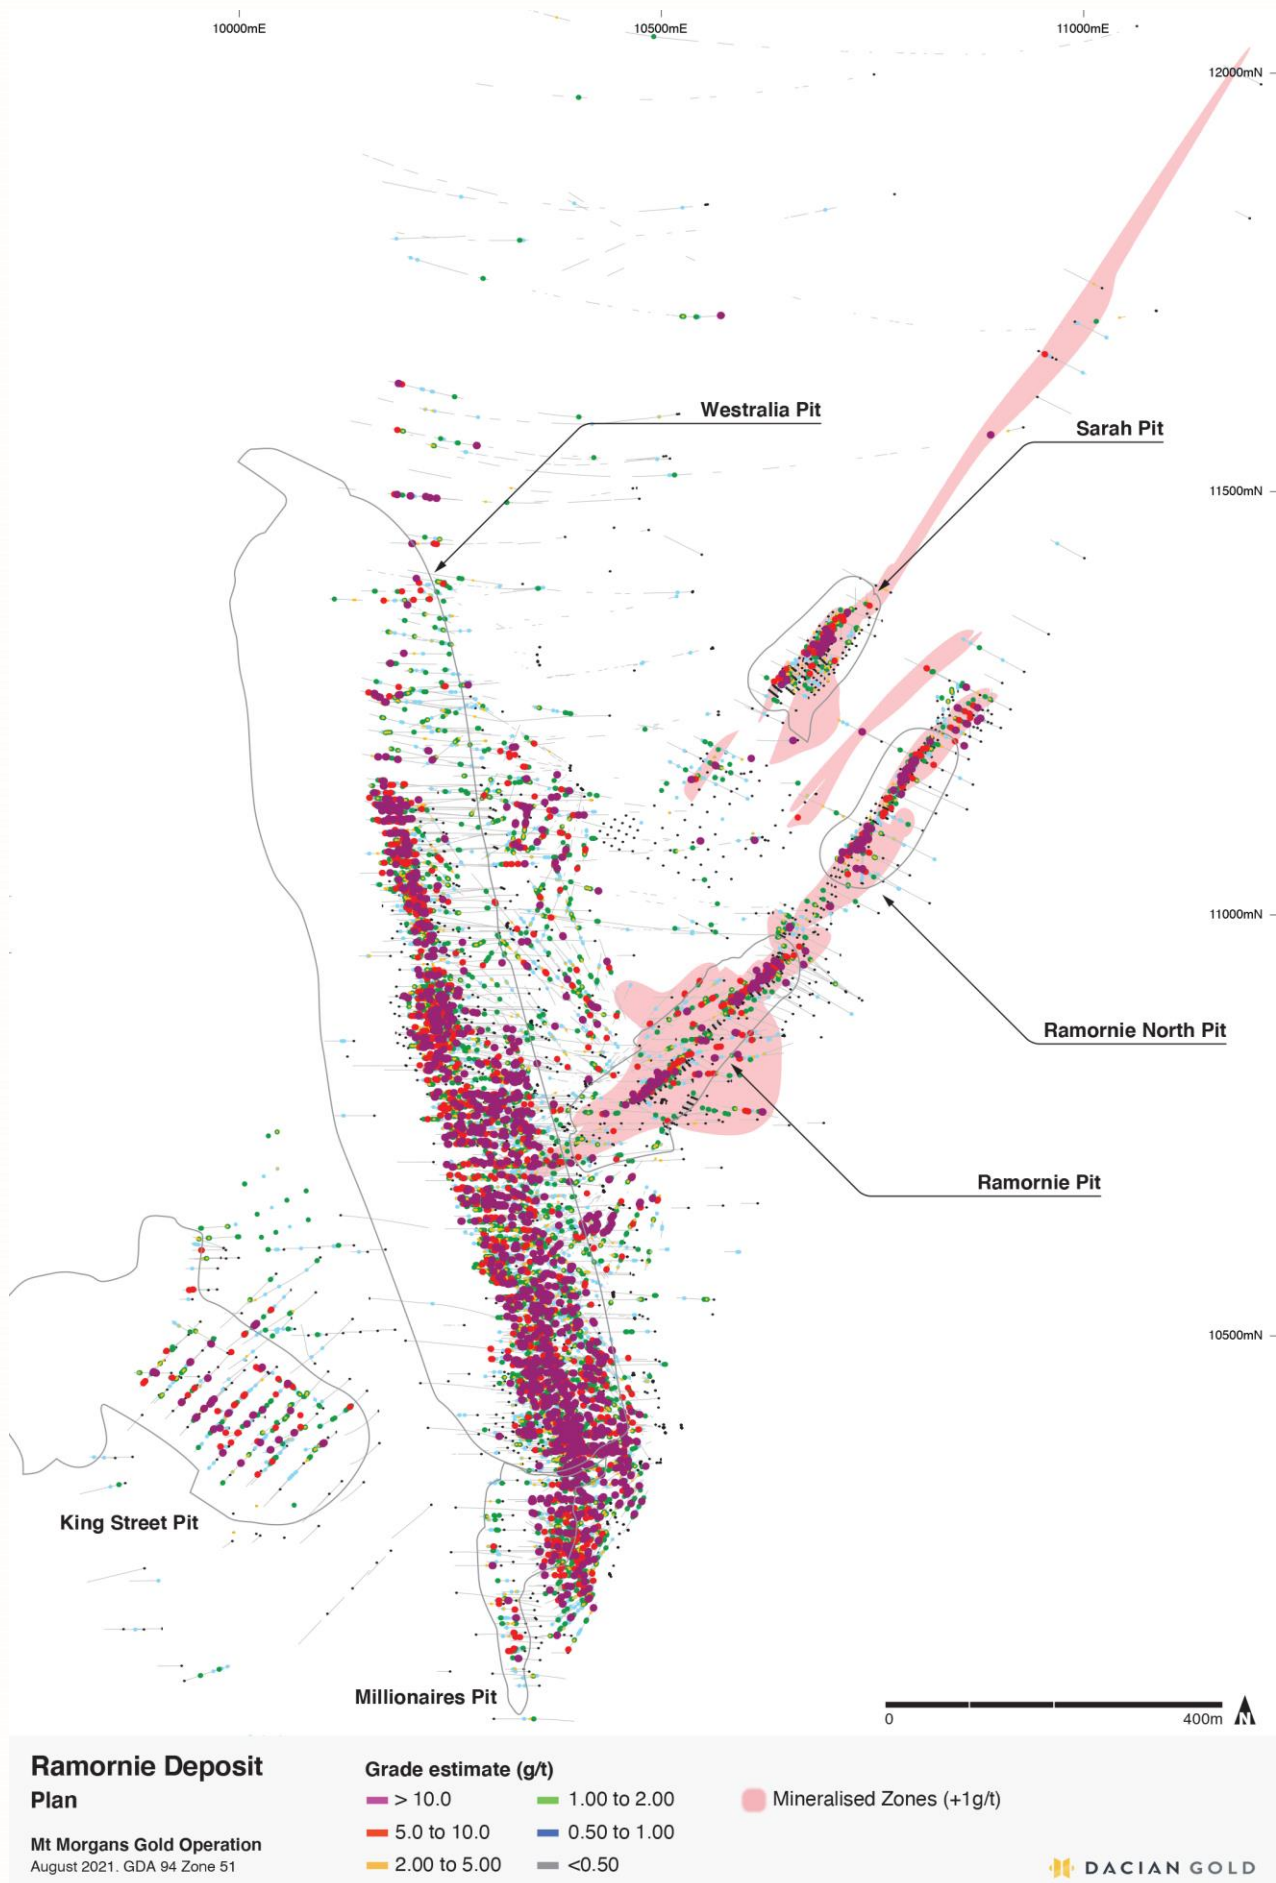 10000mE
10500mE
11000mE
12000mN
Westralia Pit
Sarah Pit
11500mN
11000mN
Ramornie North Pit
Ramornie Pit
10500mN
King Street Pit
Millionaires Pit
0
400m
N
Ramornie Deposit
Plan
Mt Morgans Gold Operation
August 2021. GDA 94 Zone 51
Grade estimate (g/t)
> 10.0
5.0 to 10.0
2.00 to 5.00
1.00 to 2.00
0.50 to 1.00
<0.50
Mineralised Zones (+1g/t)
DACIAN GOLD